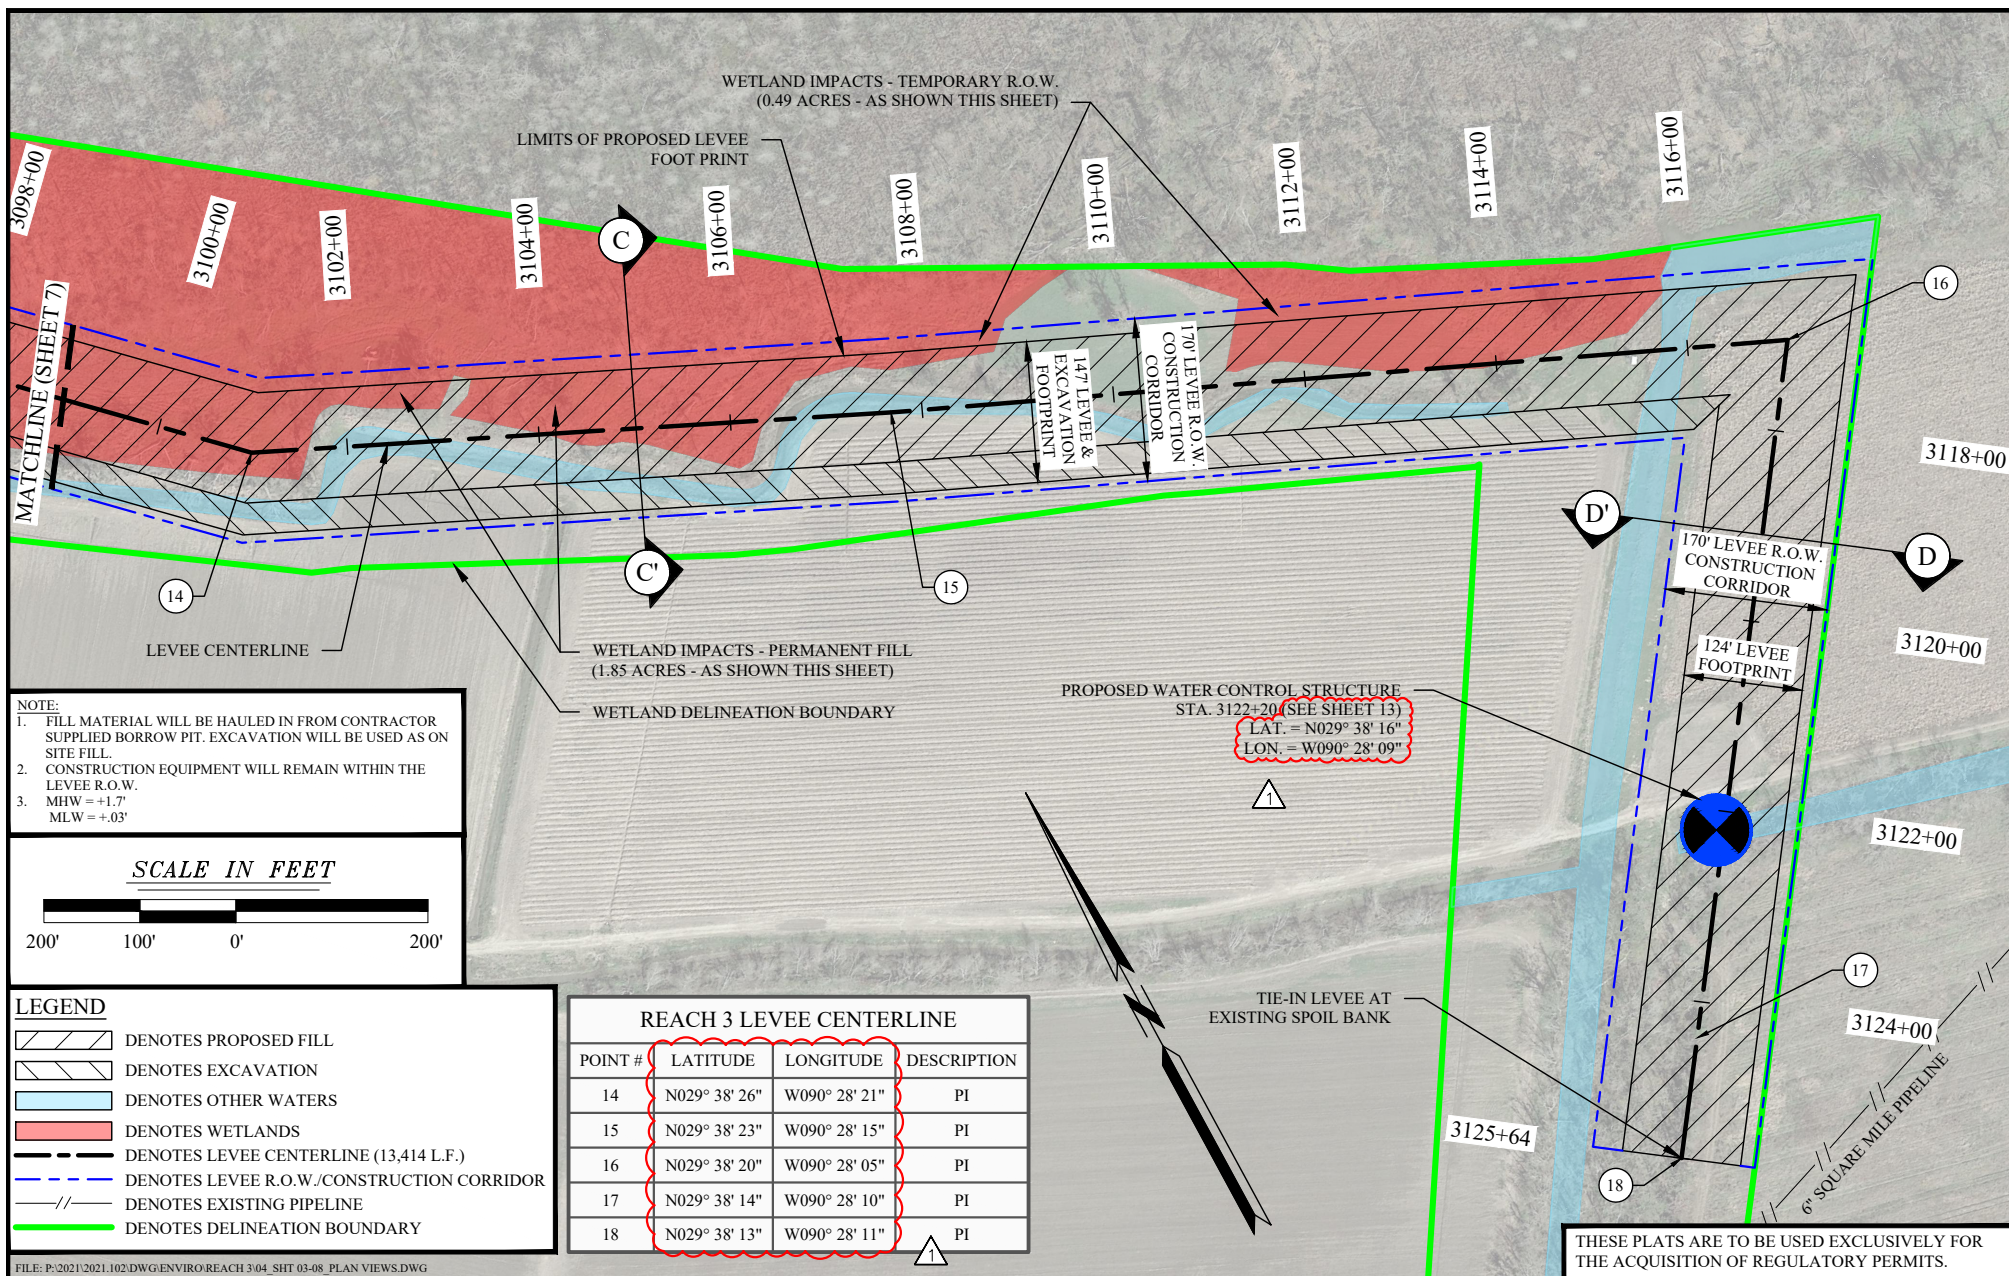 WETLAND IMPACTS - TEMPORARY R.O.W.
(0.49 ACRES - AS SHOWN THIS SHEET)
LIMITS OF PROPOSED LEVEE
FOOT PRINT
3098+00
3100+00
3102+00
3104+00
3106+00
3108+00
3110+00
3112+00
3114+00
3116+00
C
16
MATCHLINE (SHEET 7)
147' LEVEE &
EXCAVATION
FOOTPRINT
170' LEVEE R.O.W.
CONSTRUCTION
CORRIDOR
3118+00
D'
D
C'
170' LEVEE R.O.W.
CONSTRUCTION
CORRIDOR
14
15
LEVEE CENTERLINE
WETLAND IMPACTS - PERMANENT FILL
(1.85 ACRES - AS SHOWN THIS SHEET)
WETLAND DELINEATION BOUNDARY
124' LEVEE
FOOTPRINT
3120+00
PROPOSED WATER CONTROL STRUCTURE
STA. 3122+20 (SEE SHEET 13)
LAT. = N029° 38' 16"
LON. = W090° 28' 09"
1
3122+00
NOTE:
1. FILL MATERIAL WILL BE HAULED IN FROM CONTRACTOR
SUPPLIED BORROW PIT. EXCAVATION WILL BE USED AS ON
SITE FILL.
2. CONSTRUCTION EQUIPMENT WILL REMAIN WITHIN THE
LEVEE R.O.W.
3. MHW = +1.7'
MLW = +.03'
SCALE IN FEET
200' 100' 0' 200'
17
TIE-IN LEVEE AT
EXISTING SPOIL BANK
3124+00
3125+64
18
6" SQUARE MILE PIPELINE
LEGEND
DENOTES PROPOSED FILL
DENOTES EXCAVATION
DENOTES OTHER WATERS
DENOTES WETLANDS
DENOTES LEVEE CENTERLINE (13,414 L.F.)
DENOTES LEVEE R.O.W./CONSTRUCTION CORRIDOR
DENOTES EXISTING PIPELINE
DENOTES DELINEATION BOUNDARY
REACH 3 LEVEE CENTERLINE
POINT # LATITUDE LONGITUDE DESCRIPTION
14 N029° 38' 26" W090° 28' 21" PI
15 N029° 38' 23" W090° 28' 15" PI
16 N029° 38' 20" W090° 28' 05" PI
17 N029° 38' 14" W090° 28' 10" PI
18 N029° 38' 13" W090° 28' 11" PI
1
THESE PLATS ARE TO BE USED EXCLUSIVELY FOR
THE ACQUISITION OF REGULATORY PERMITS.
FILE: P:\2021\2021.102\DWG\ENVIRO\REACH 3\04_SHT 03-08_PLAN VIEWS.DWG